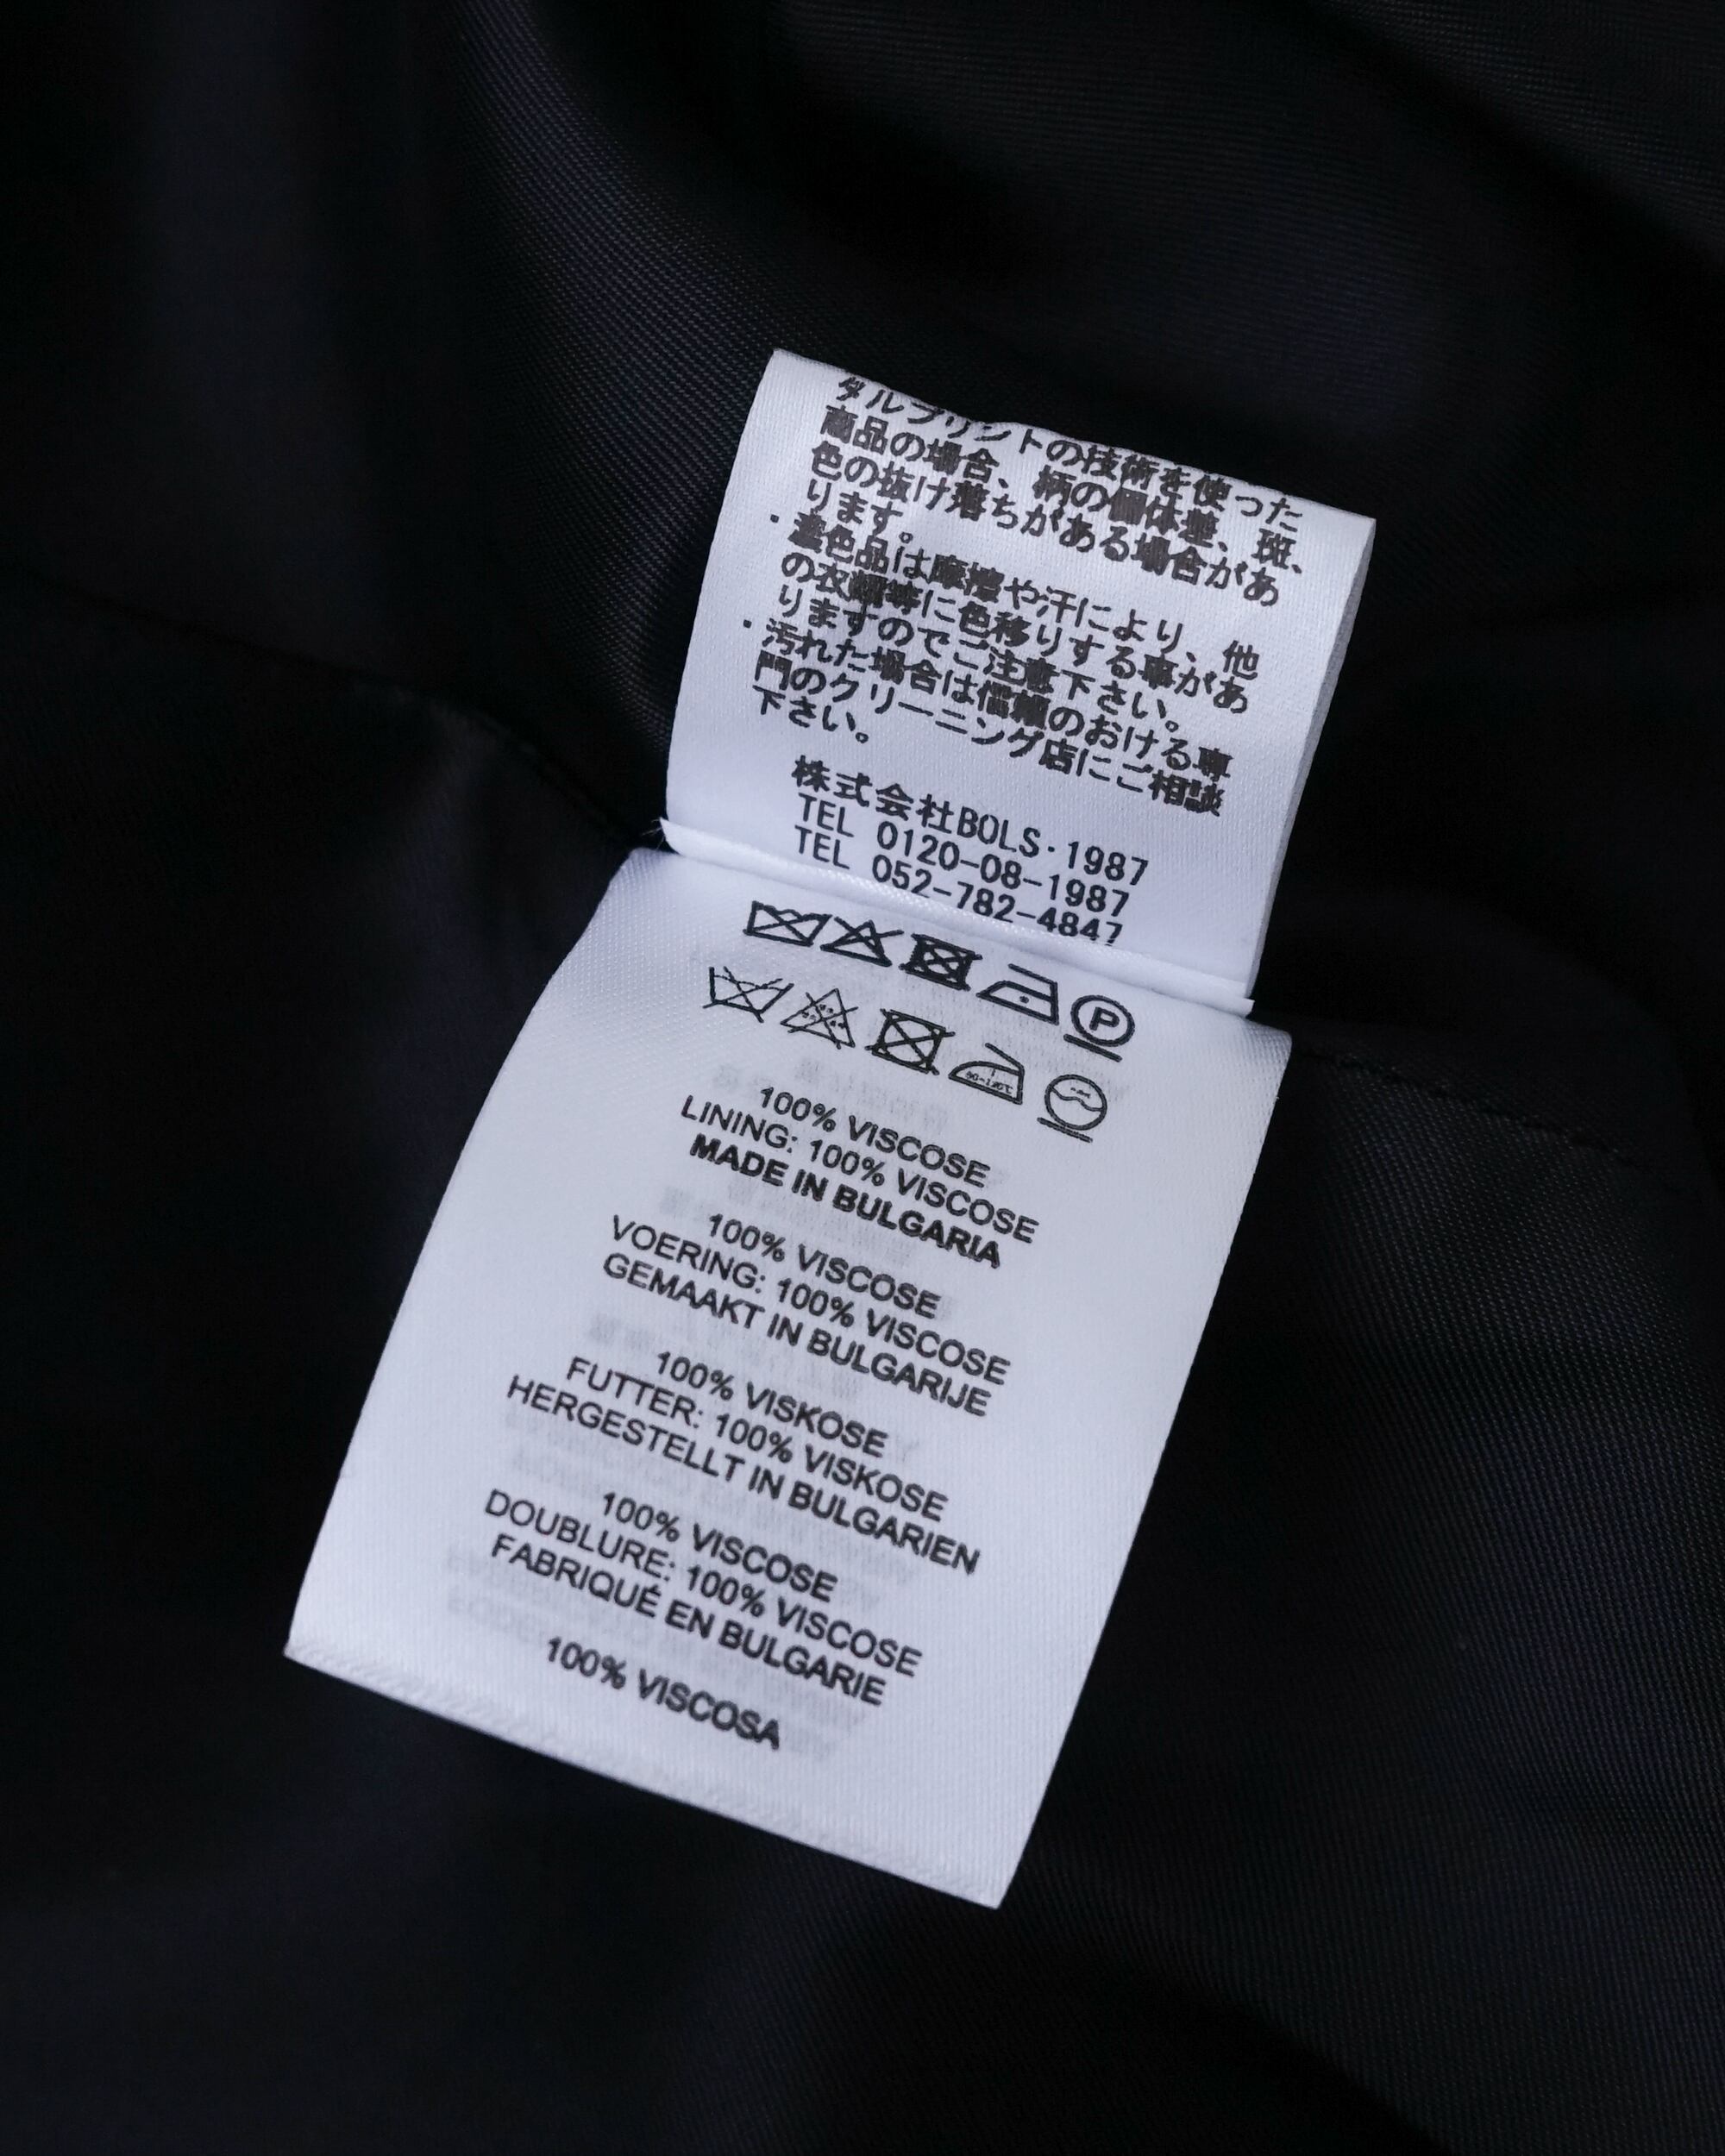 タルプリントの技術を使った
商品の場合、柄の個体差、斑、
色の抜け落ちがある場合があ
ります。
・濃色品は摩擦や汗により、他
の衣類等に色移りする事があ
りますのでご注意下さい。
・汚れた場合は信頼のおける専
門のクリーニング店にご相談
下さい。
株式会社BOLS・1987
TEL 0120-08-1987
TEL 052-782-4847
P
100% VISCOSE
LINING: 100% VISCOSE
MADE IN BULGARIA
100% VISCOSE
VOERING: 100% VISCOSE
GEMAAKT IN BULGARIJE
100% VISKOSE
FUTTER: 100% VISKOSE
HERGESTELLT IN BULGARIEN
100% VISCOSE
DOUBLURE: 100% VISCOSE
FABRIQUÉ EN BULGARIE
100% VISCOSA